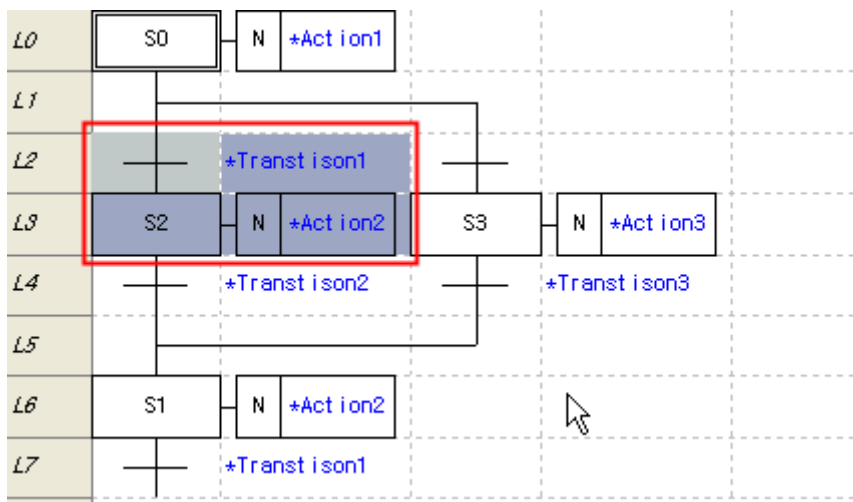 L0 S0 N *Action1
L1
L2 *Transtison1
L3 S2 N *Action2 S3 N *Action3
L4 *Transtison2 *Transtison3
L5
L6 S1 N *Action2
L7 *Transtison1